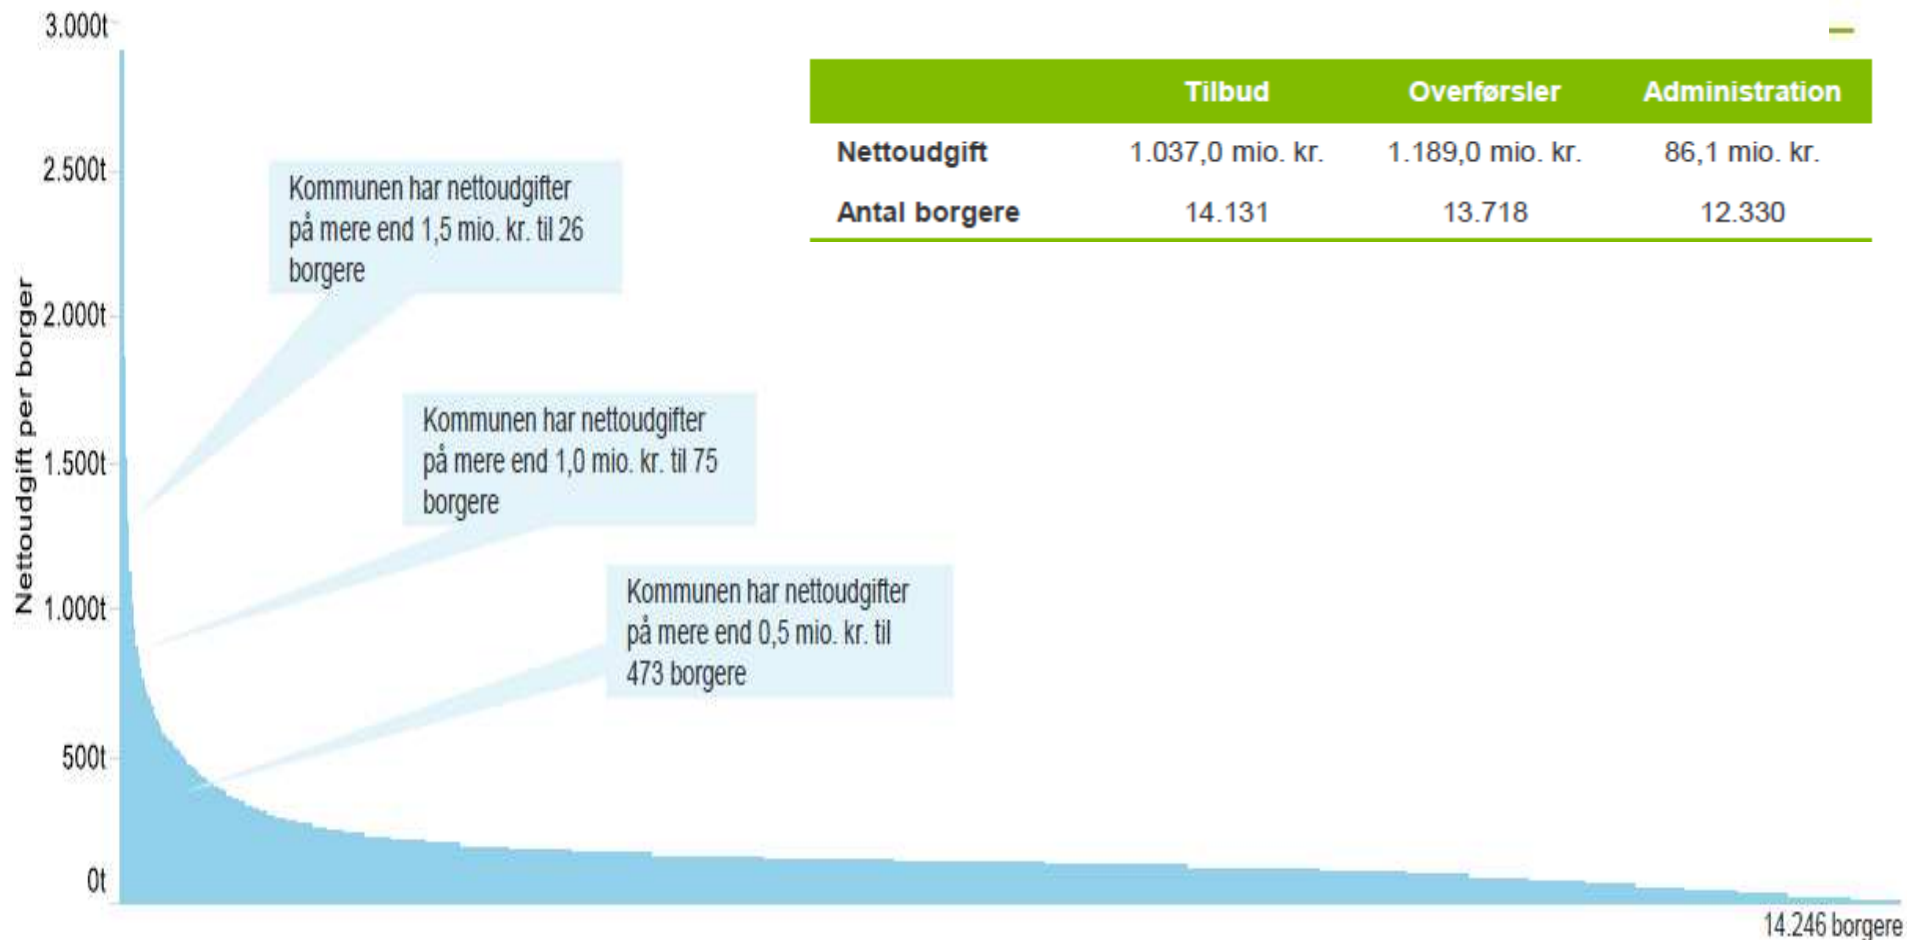 3.000t
2.500t
2.000t
1.500t
1.000t
500t
0t
Nettoudgift per borger
Kommunen har nettoudgifter
på mere end 1,5 mio. kr. til 26
borgere
Kommunen har nettoudgifter
på mere end 1,0 mio. kr. til 75
borgere
Kommunen har nettoudgifter
på mere end 0,5 mio. kr. til
473 borgere
Tilbud Overførsler Administration
Nettoudgift 1.037,0 mio. kr. 1.189,0 mio. kr. 86,1 mio. kr.
Antal borgere 14.131 13.718 12.330
14.246 borgere